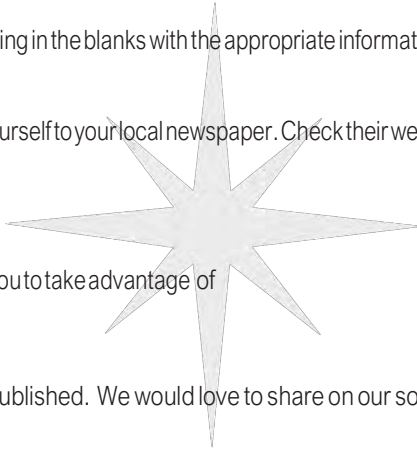 ing in the blanks with the appropriate informat
urself to your local newspaper. Check their we
ou to take advantage of
ublished. We would love to share on our so